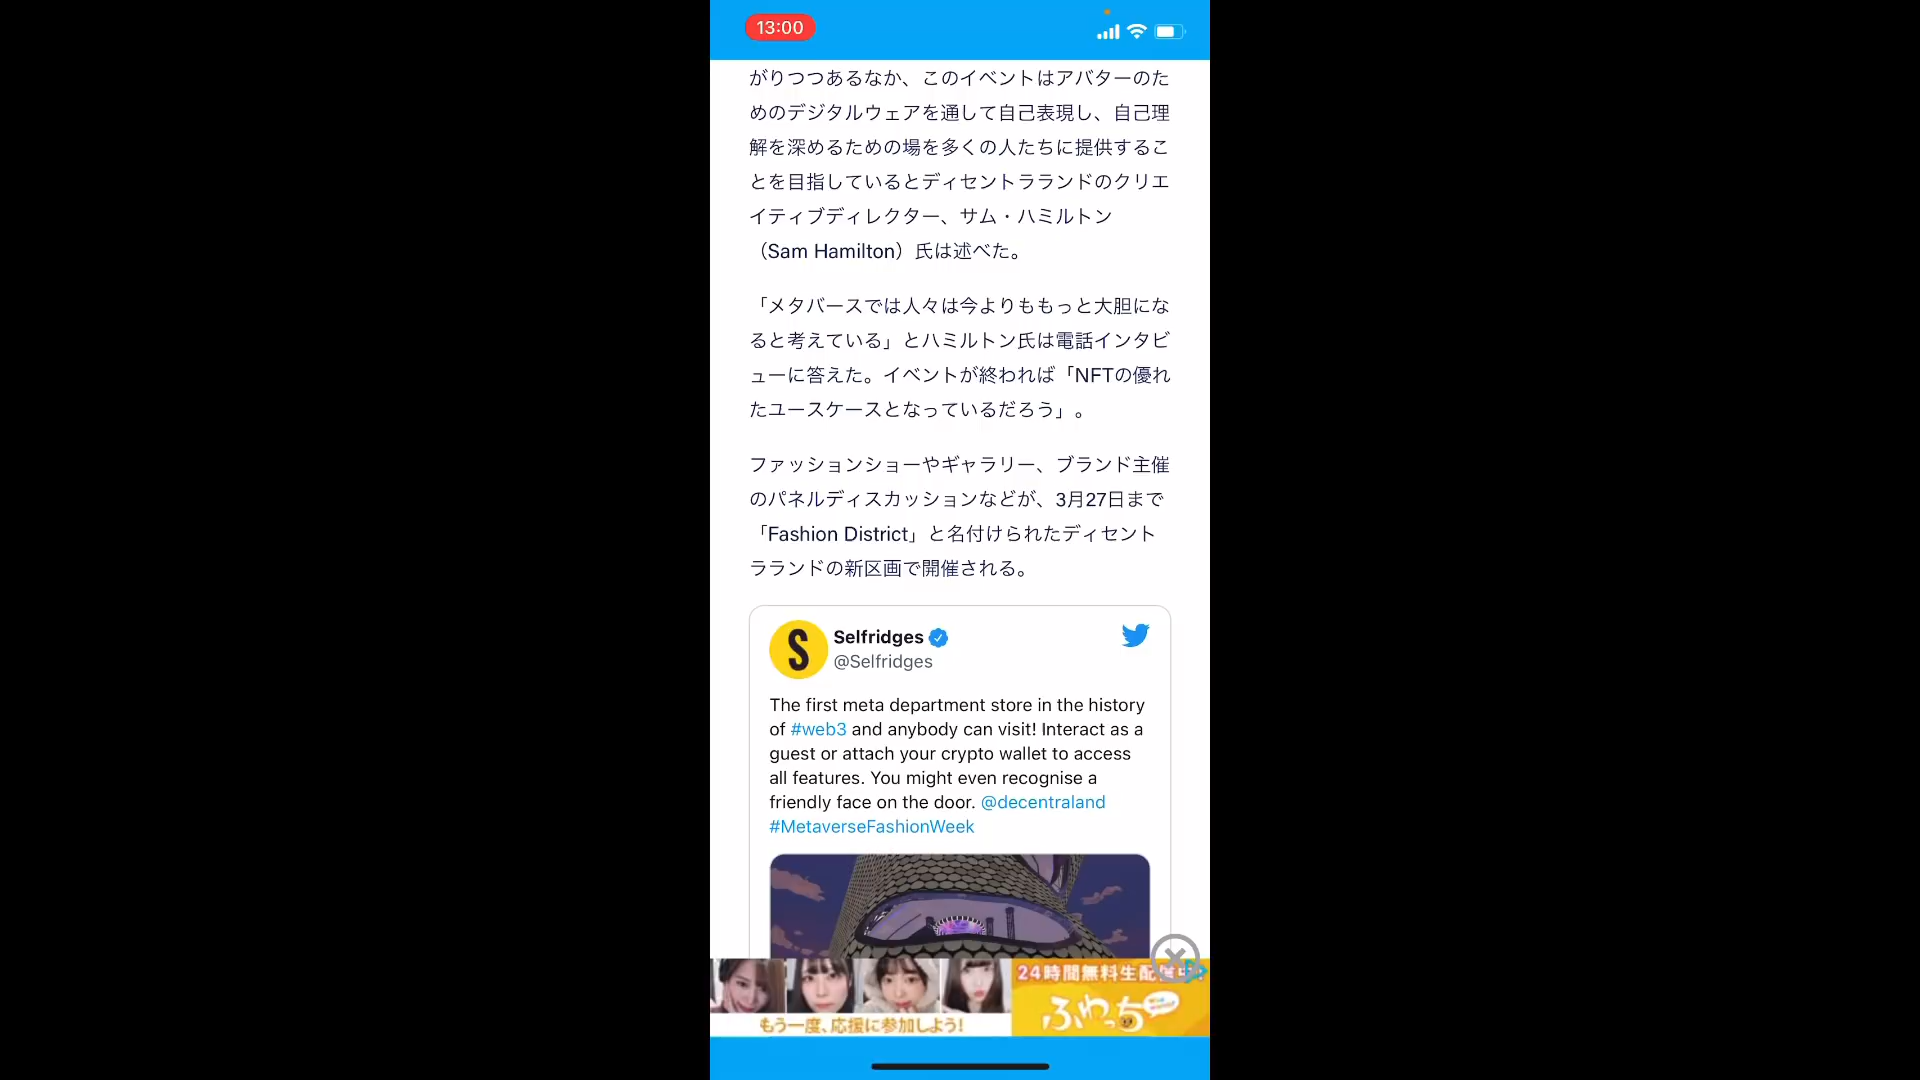 13:00
がりつつあるなか、このイベントはアバターのた
めのデジタルウェアを通して自己表現し、自己理
解を深めるための場を多くの人たちに提供するこ
とを目指しているとディセントラランドのクリエ
イティブディレクター、サム・ハミルトン
（Sam Hamilton）氏は述べた。
「メタバースでは人々は今よりももっと大胆にな
ると考えている」とハミルトン氏は電話インタビ
ューに答えた。イベントが終われば「NFTの優れ
たユースケースとなっているだろう」。
ファッションショーやギャラリー、ブランド主催
のパネルディスカッションなどが、3月27日まで
「Fashion District」と名付けられたディセント
ラランドの新区画で開催される。
S
Selfridges
@Selfridges
The first meta department store in the history
of #web3 and anybody can visit! Interact as a
guest or attach your crypto wallet to access
all features. You might even recognise a
friendly face on the door. @decentraland
#MetaverseFashionWeek
24時間無料生配信中
ふわっち
もう一度、応援に参加しよう!